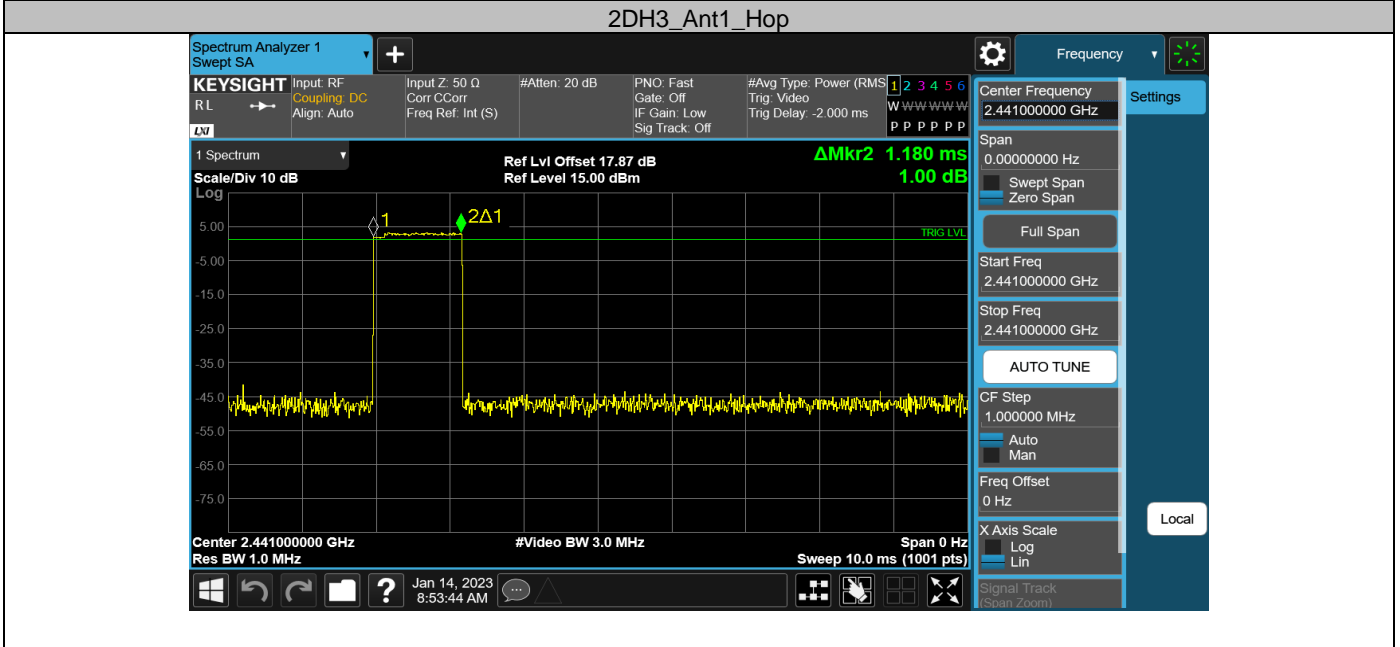 2DH3_Ant1_Hop
Spectrum Analyzer 1
Swept SA
Frequency
KEYSIGHT
RL
LXI
Input: RF
Coupling: DC
Align: Auto
Input Z: 50 Ω
Corr CCorr
Freq Ref: Int (S)
#Atten: 20 dB
PNO: Fast
Gate: Off
IF Gain: Low
Sig Track: Off
#Avg Type: Power (RMS
Trig: Video
Trig Delay: -2.000 ms
1 2 3 4 5 6
W W W W W W
P P P P P P
1 Spectrum
Scale/Div 10 dB
Log
Ref Lvl Offset 17.87 dB
Ref Level 15.00 dBm
ΔMkr2 1.180 ms
1.00 dB
1
2Δ1
TRIG LVL
5.00
-5.00
-15.0
-25.0
-35.0
-45.0
-55.0
-65.0
-75.0
Center 2.441000000 GHz
Res BW 1.0 MHz
#Video BW 3.0 MHz
Span 0 Hz
Sweep 10.0 ms (1001 pts)
Center Frequency
2.441000000 GHz
Span
0.00000000 Hz
Swept Span
Zero Span
Full Span
Start Freq
2.441000000 GHz
Stop Freq
2.441000000 GHz
AUTO TUNE
CF Step
1.000000 MHz
Auto
Man
Freq Offset
0 Hz
X Axis Scale
Log
Lin
Signal Track
(Span Zoom)
Settings
Local
?
Jan 14, 2023
8:53:44 AM